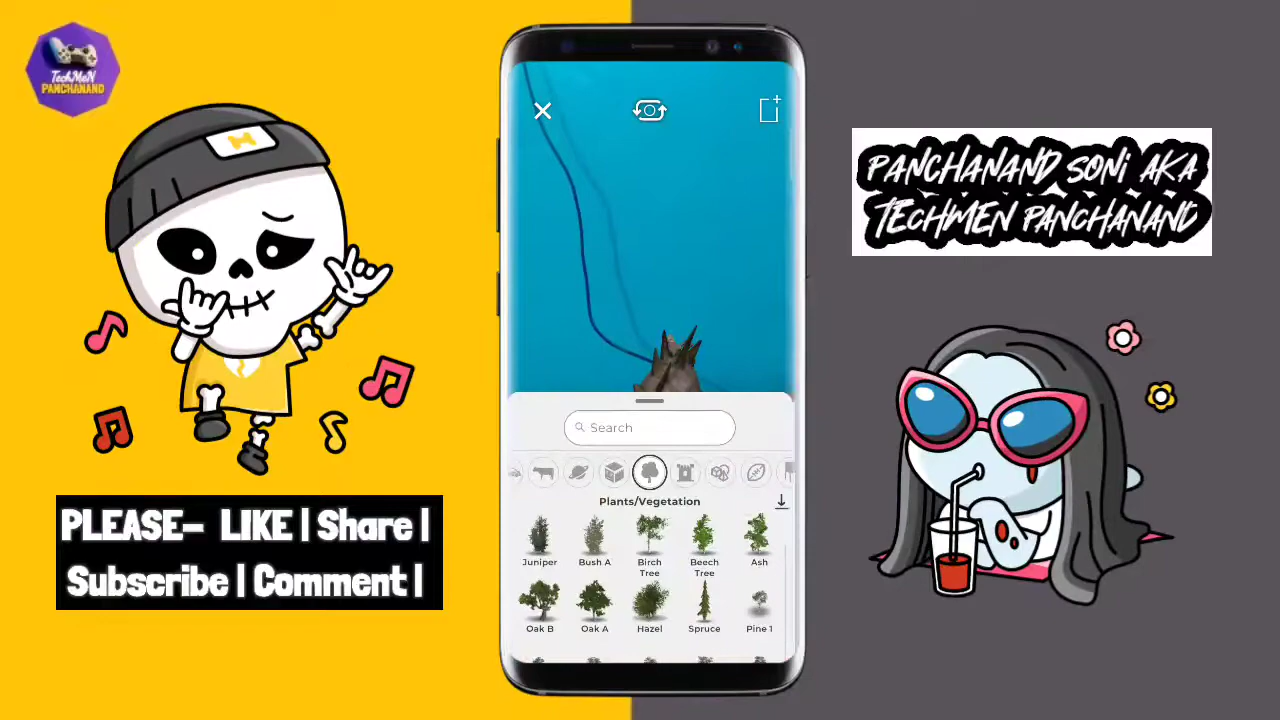 TechMeN
PANCHANAND
PANCHANAND SONI AKA
TECHMEN PANCHANAND
PLEASE- LIKE | Share |
Subscribe | Comment |
Search
Plants/Vegetation
Juniper
Bush A
Birch
Tree
Beech
Tree
Ash
Oak B
Oak A
Hazel
Spruce
Pine 1